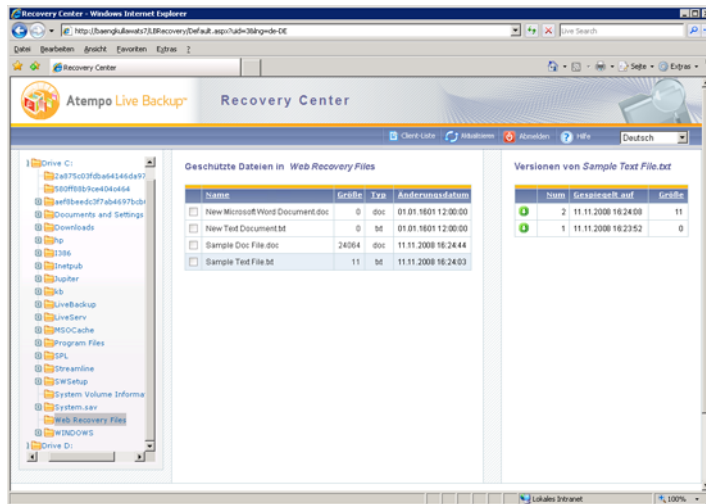 Recovery Center - Windows Internet Explorer
http://baengkullawats7/LBRecovery/Default.aspx?uid=3&lng=de-DE
Live Search
Datei Bearbeiten Ansicht Favoriten Extras ?
Recovery Center
Seite
Extras
Atempo Live Backup™
Recovery Center
Client-Liste
Aktualisieren
Abmelden
Hilfe
Deutsch
Drive C:
2a875c03fdba64146da97
580ff88b9ce404c464
aef8beedc3f7ab4697bcb
Documents and Settings
Downloads
hp
I386
Inetpub
Jupiter
kb
LiveBackup
LiveServ
MSOCache
Program Files
SPL
Streamline
SWSetup
System Volume Informa
System.sav
Web Recovery Files
WINDOWS
Drive D:
Geschützte Dateien in Web Recovery Files
Name Größe Typ Änderungsdatum
New Microsoft Word Document.doc 0 doc 01.01.1601 12:00:00
New Text Document.txt 0 txt 01.01.1601 12:00:00
Sample Doc File.doc 24064 doc 11.11.2008 16:24:44
Sample Text File.txt 11 txt 11.11.2008 16:24:03
Versionen von Sample Text File.txt
Num Gespiegelt auf Größe
2 11.11.2008 16:24:08 11
1 11.11.2008 16:23:52 0
Lokales Intranet
100%